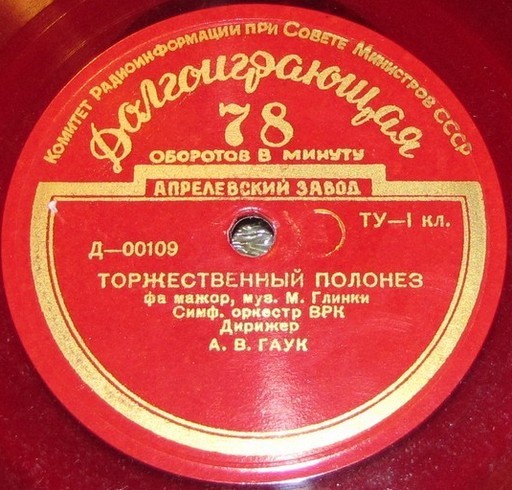 Комитет Радиоинформации при Совете Министров СССР
Долгоиграющая
78
ОБОРОТОВ В МИНУТУ
АПРЕЛЕВСКИЙ ЗАВОД
ТУ—I кл.
Д—00109
ТОРЖЕСТВЕННЫЙ ПОЛОНЕЗ
фа мажор, муз. М. Глинки
Симф. оркестр ВРК
Дирижер
А. В. ГАУК